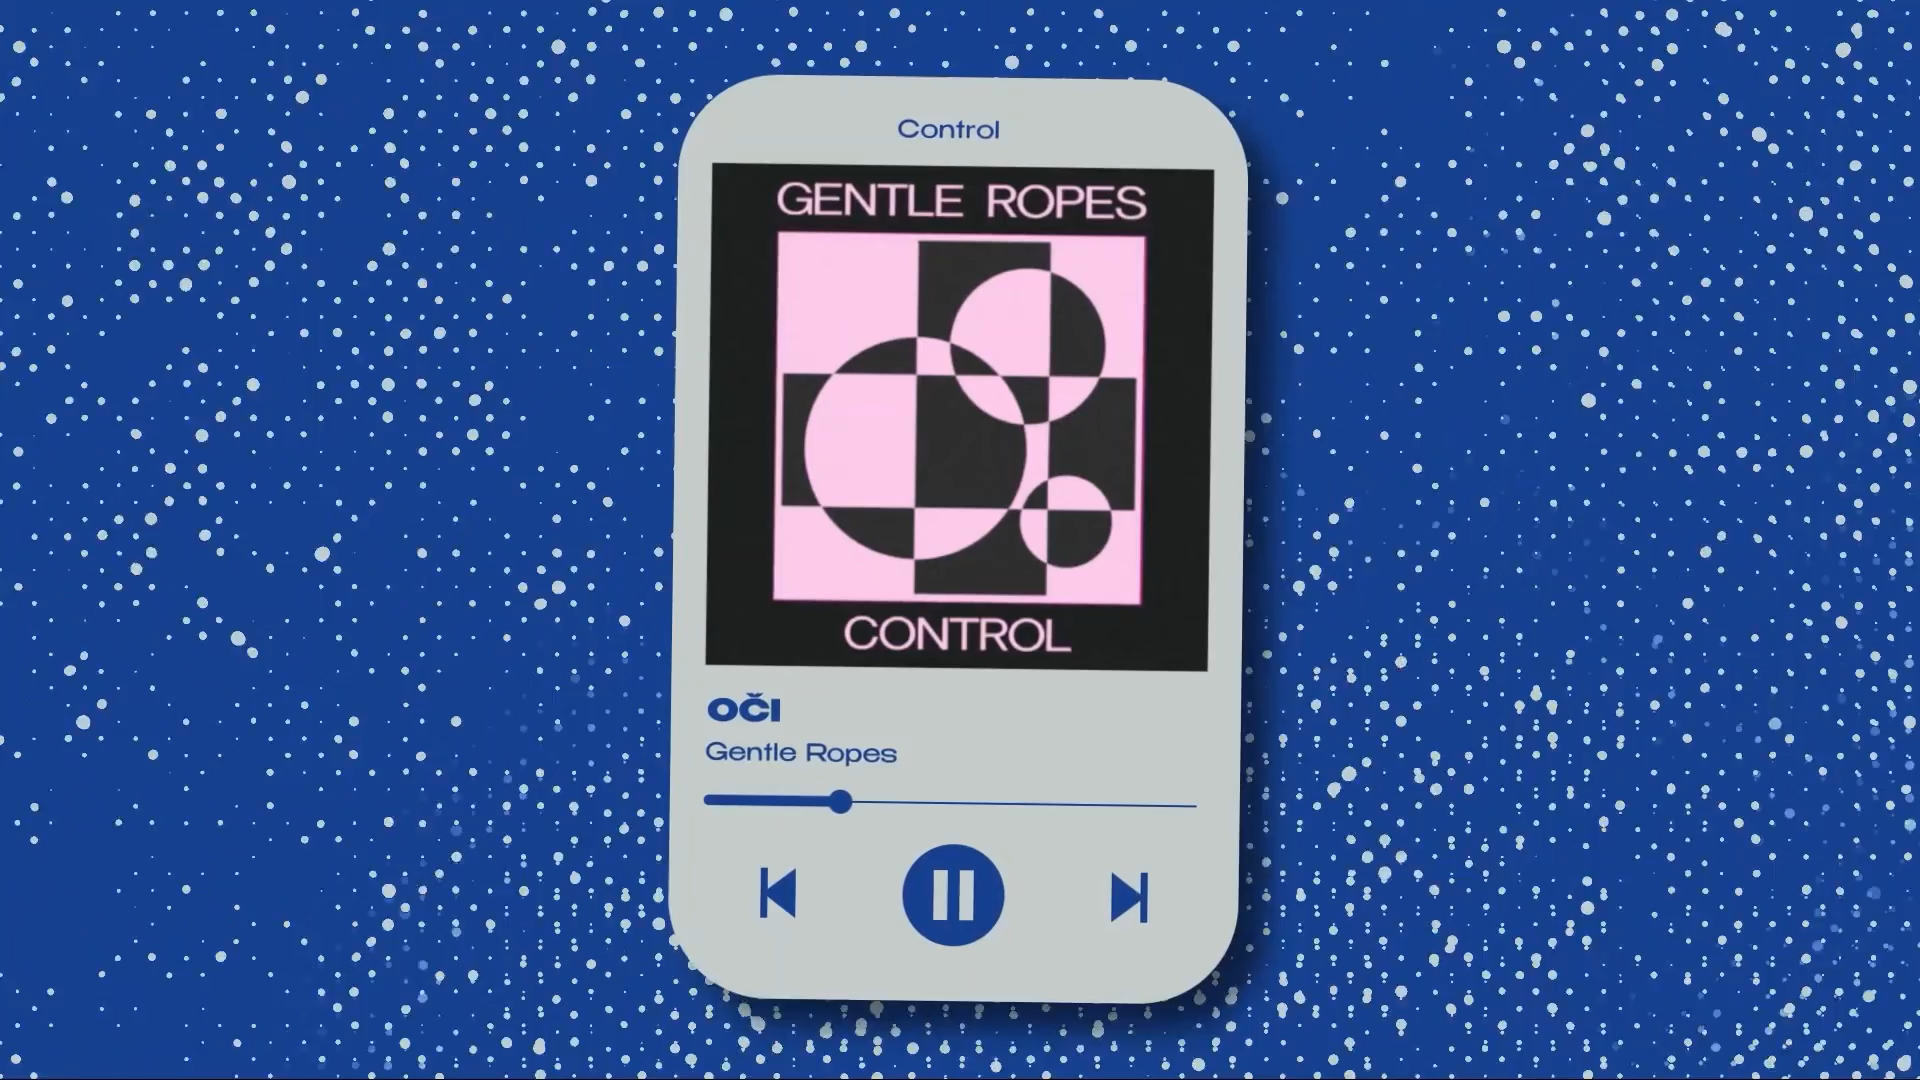 Control
GENTLE ROPES
CONTROL
OČI
Gentle Ropes